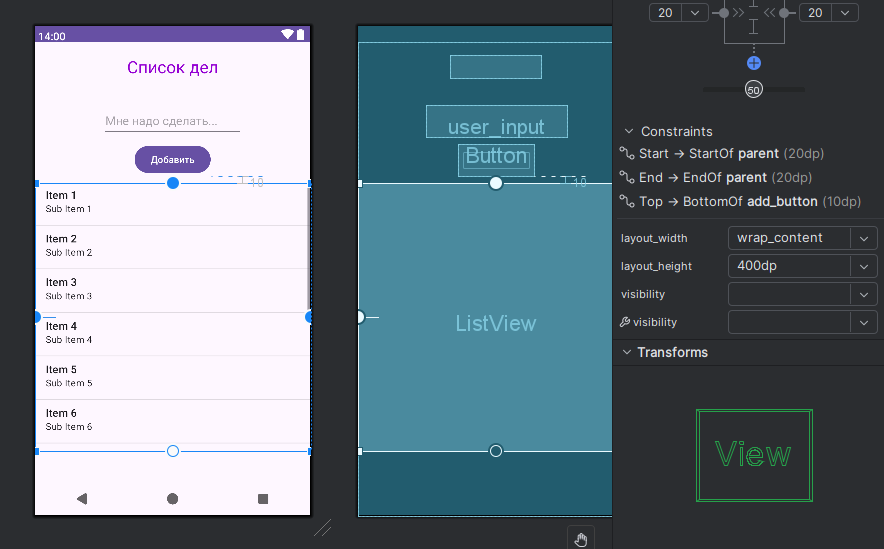 14:00
Список дел
Мне надо сделать...
Добавить
Item 1
Sub Item 1
Item 2
Sub Item 2
Item 3
Sub Item 3
Item 4
Sub Item 4
Item 5
Sub Item 5
Item 6
Sub Item 6
user_input
Button
ListView
20
20
50
Constraints
Start → StartOf parent (20dp)
End → EndOf parent (20dp)
Top → BottomOf add_button (10dp)
layout_width
wrap_content
layout_height
400dp
visibility
visibility
Transforms
View